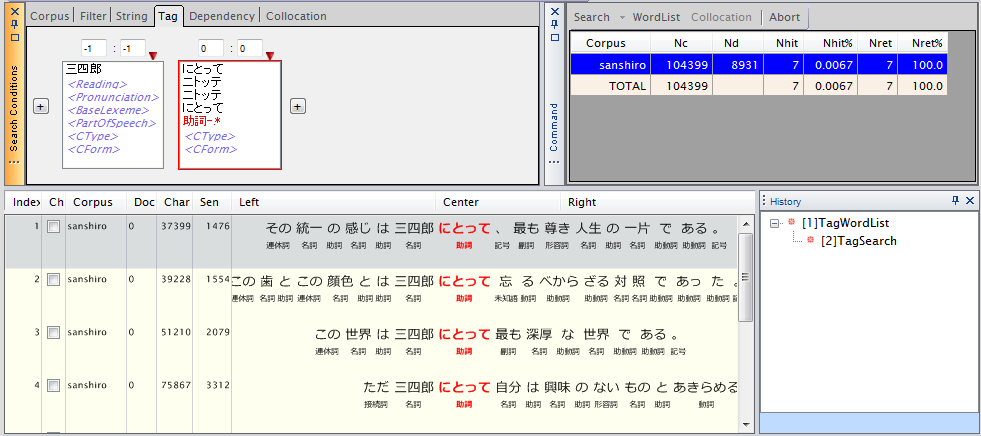 Corpus Filter String Tag Dependency Collocation
Search Conditions
-1 : -1 0 : 0
三四郎
<Reading>
<Pronunciation>
<BaseLexeme>
<PartOfSpeech>
<CType>
<CForm>
にとって
ニトッテ
ニトッテ
にとって
助詞-.*
<CType>
<CForm>
Command
Search WordList Collocation Abort
Corpus Nc Nd Nhit Nhit% Nret Nret%
sanshiro 104399 8931 7 0.0067 7 100.0
TOTAL 104399 7 0.0067 7 100.0
Index Ch Corpus Doc Char Sen Left Center Right
1 sanshiro 0 37399 1476 その 統一 の 感じ は 三四郎 にとって 、 最も 尊き 人生 の 一片 で ある 。
連体詞 名詞 助詞 名詞 助詞 名詞 助詞 記号 副詞 形容詞 名詞 助詞 名詞 助動詞 助動詞 記号
2 sanshiro 0 39228 1554 この 歯 と この 顔色 と は 三四郎 にとって 忘 る べから ざる 対照 で あっ た 。
連体詞 名詞 助詞 連体詞 名詞 助詞 助詞 名詞 助詞 未知語 助動詞 助動詞 助動詞 名詞 助動詞 助動詞 助動詞 記
3 sanshiro 0 51210 2079 この 世界 は 三四郎 にとって 最も 深厚 な 世界 で ある 。
連体詞 名詞 助詞 名詞 助詞 副詞 名詞 助動詞 名詞 助動詞 助動詞 記号
4 sanshiro 0 75867 3312 ただ 三四郎 にとって 自分 は 興味 の ない もの と あきらめる
接続詞 名詞 助詞 名詞 助詞 名詞 助詞 形容詞 名詞 助詞 動詞
History
[1]TagWordList
[2]TagSearch